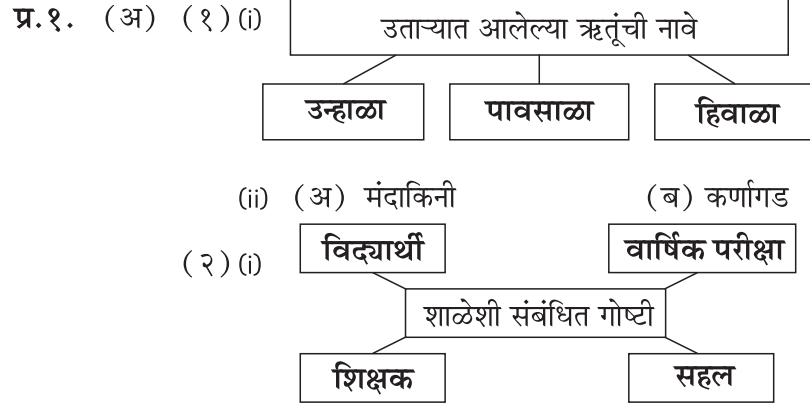 प्र.१. (अ) (१) (i) उताऱ्यात आलेल्या ऋतूंची नावे
उन्हाळा पावसाळा हिवाळा
(ii) (अ) मंदाकिनी (ब) कर्णागड
(२) (i) विद्यार्थी वार्षिक परीक्षा
शाळेशी संबंधित गोष्टी
शिक्षक सहल